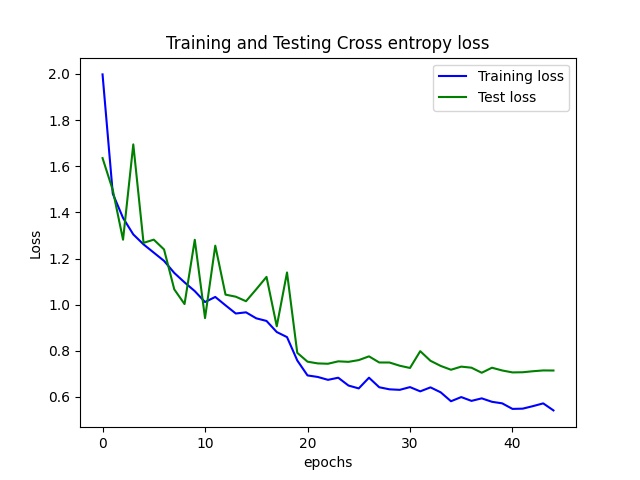 Training and Testing Cross entropy loss
Training loss
Test loss
2.0
1.8
1.6
1.4
1.2
1.0
0.8
0.6
Loss
0 10 20 30 40
epochs